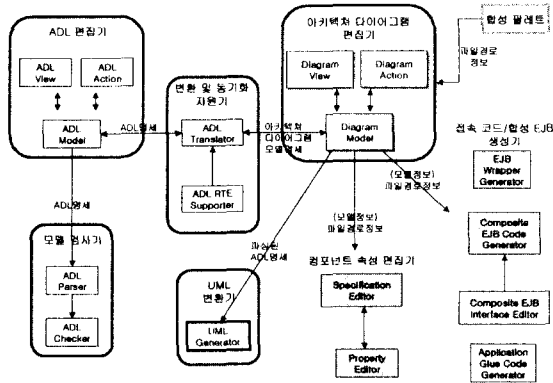 ADL 편집기
ADL
View
ADL
Action
ADL
Model
ADL명세
변환 및 동기화
지원기
ADL
Translator
ADL RTE
Supporter
아키텍쳐
다이어그램
모델명세
아키텍쳐 다이어그램
편집기
Diagram
View
Diagram
Action
Diagram
Model
합성 팔레트
파일경로
정보
접속 코드/합성 EJB
생성기
EJB
Wrapper
Generator
(모델정보)
파일경로정보
Composite
EJB Code
Generator
Composite EJB
Interface Editor
Application
Glue Code
Generator
ADL명세
모델 검사기
ADL
Parser
ADL
Checker
파싱된
ADL명세
UML
변환기
UML
Generator
(모델정보)
파일경로정보
컴포넌트 속성 편집기
Specification
Editor
Property
Editor